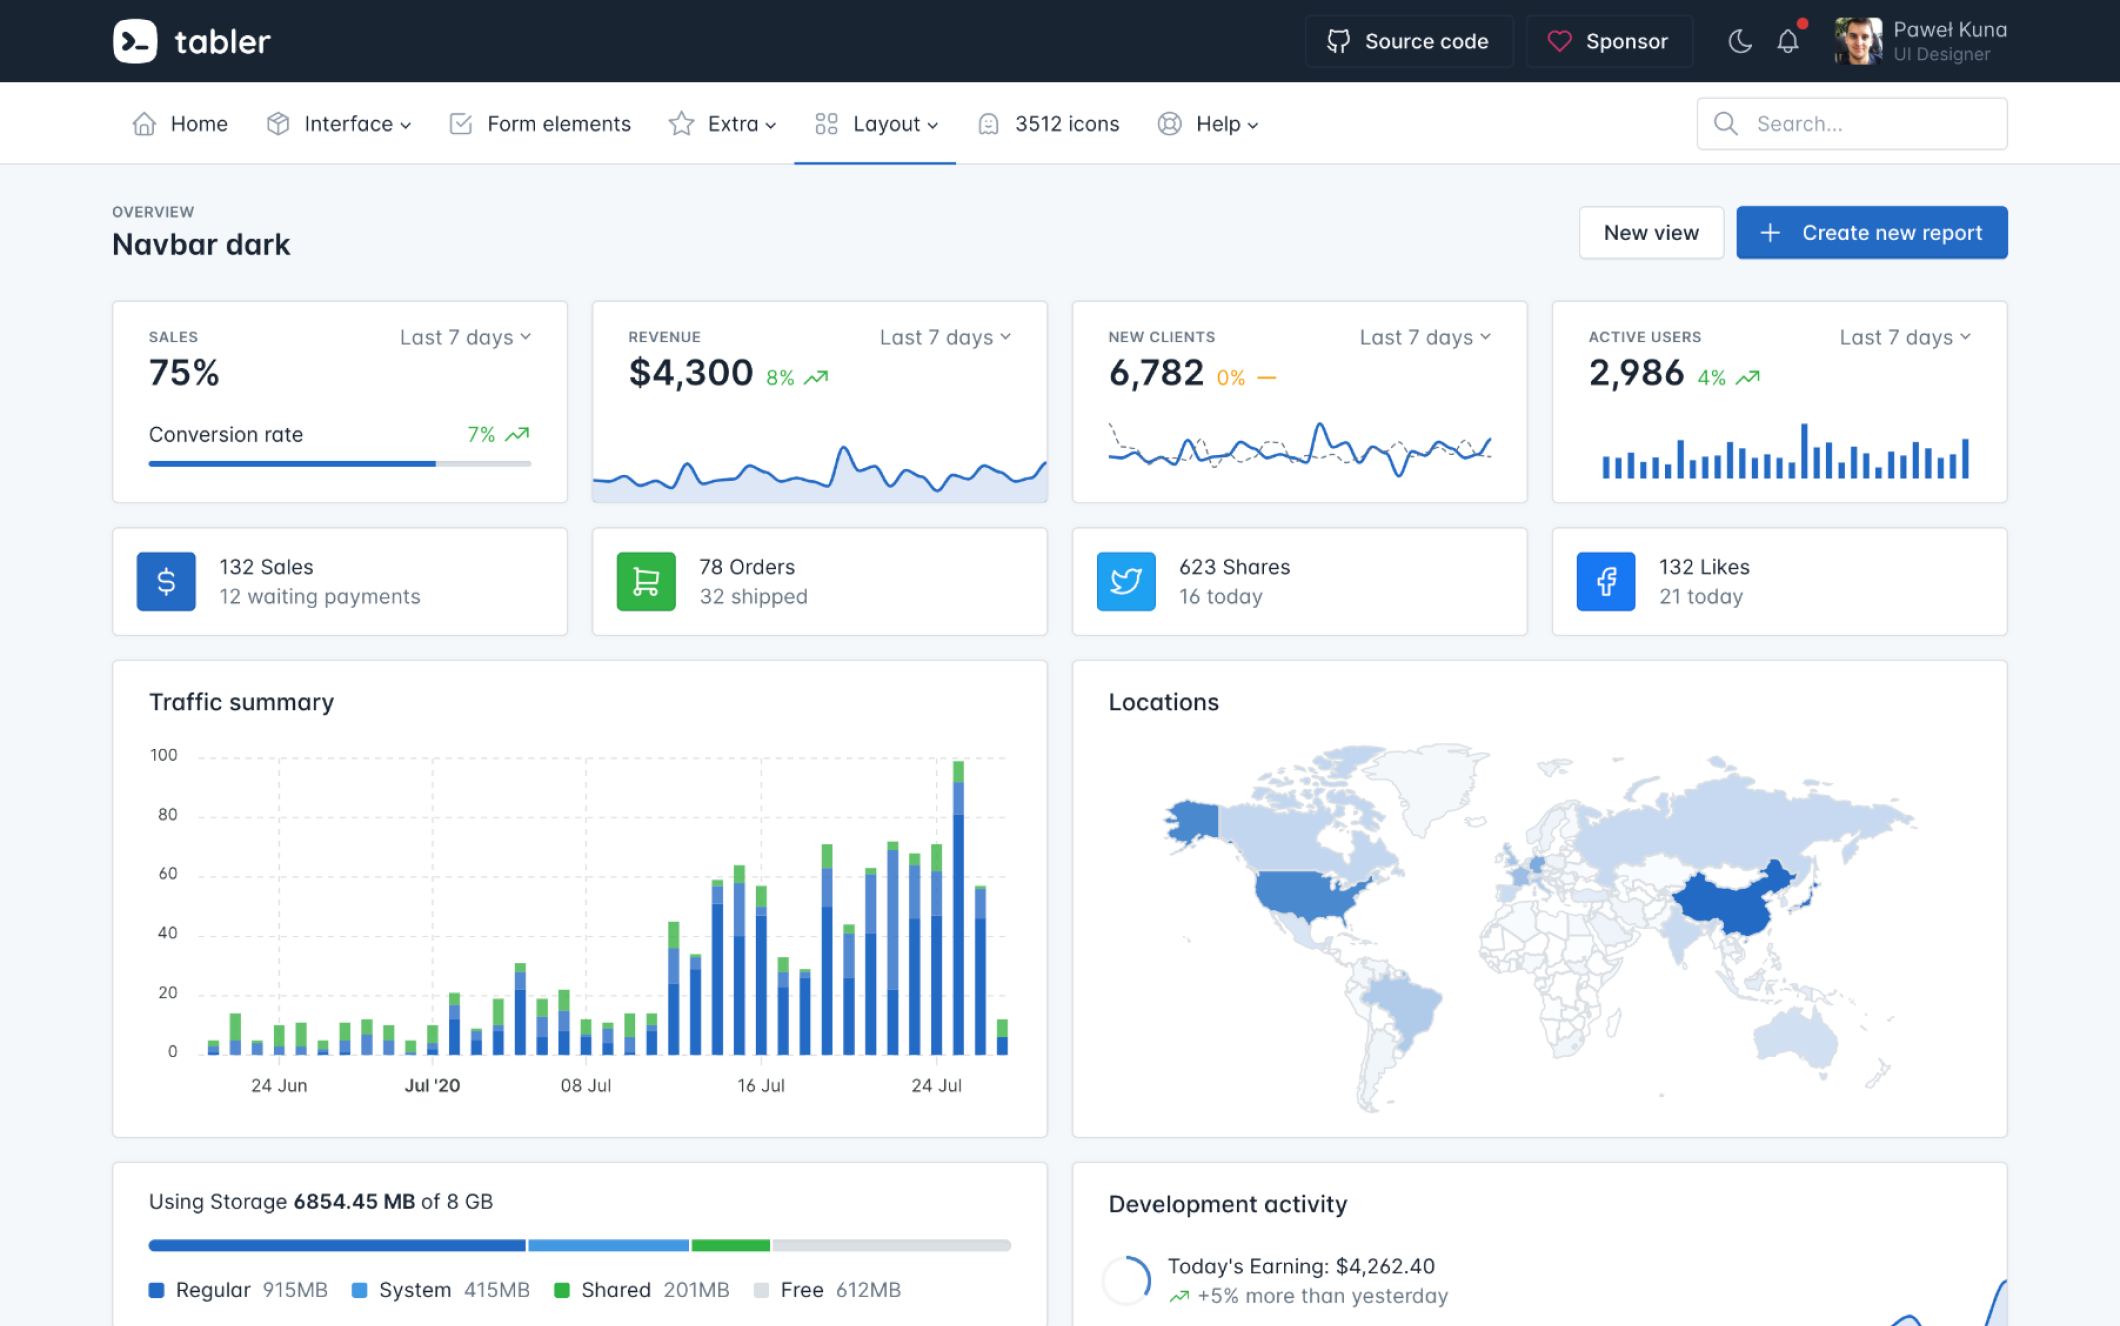 tabler
Source code
Sponsor
Paweł Kuna
UI Designer
Home
Interface
Form elements
Extra
Layout
3512 icons
Help
Search...
OVERVIEW
Navbar dark
New view
Create new report
SALES
Last 7 days
75%
Conversion rate
7%
REVENUE
Last 7 days
$4,300 8%
NEW CLIENTS
Last 7 days
6,782 0%
ACTIVE USERS
Last 7 days
2,986 4%
132 Sales
12 waiting payments
78 Orders
32 shipped
623 Shares
16 today
132 Likes
21 today
Traffic summary
100
80
60
40
20
0
24 Jun
Jul '20
08 Jul
16 Jul
24 Jul
Locations
Using Storage 6854.45 MB of 8 GB
Regular 915MB
System 415MB
Shared 201MB
Free 612MB
Development activity
Today's Earning: $4,262.40
+5% more than yesterday